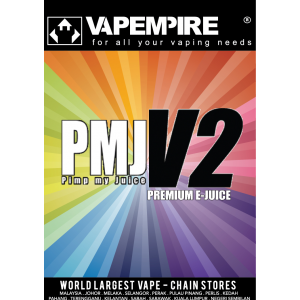 VAPEMPIRE ®
for all your vaping needs
PMJ V2
Pimp my Juice
PREMIUM E-JUICE
WORLD LARGEST VAPE - CHAIN STORES
MALAYSIA . JOHOR . MELAKA . SELANGOR . PERAK . PULAU PINANG . PERLIS . KEDAH
PAHANG . TERENGGANU . KELANTAN . SABAH . SARAWAK . KUALA LUMPUR . NEGERI SEMBILAN